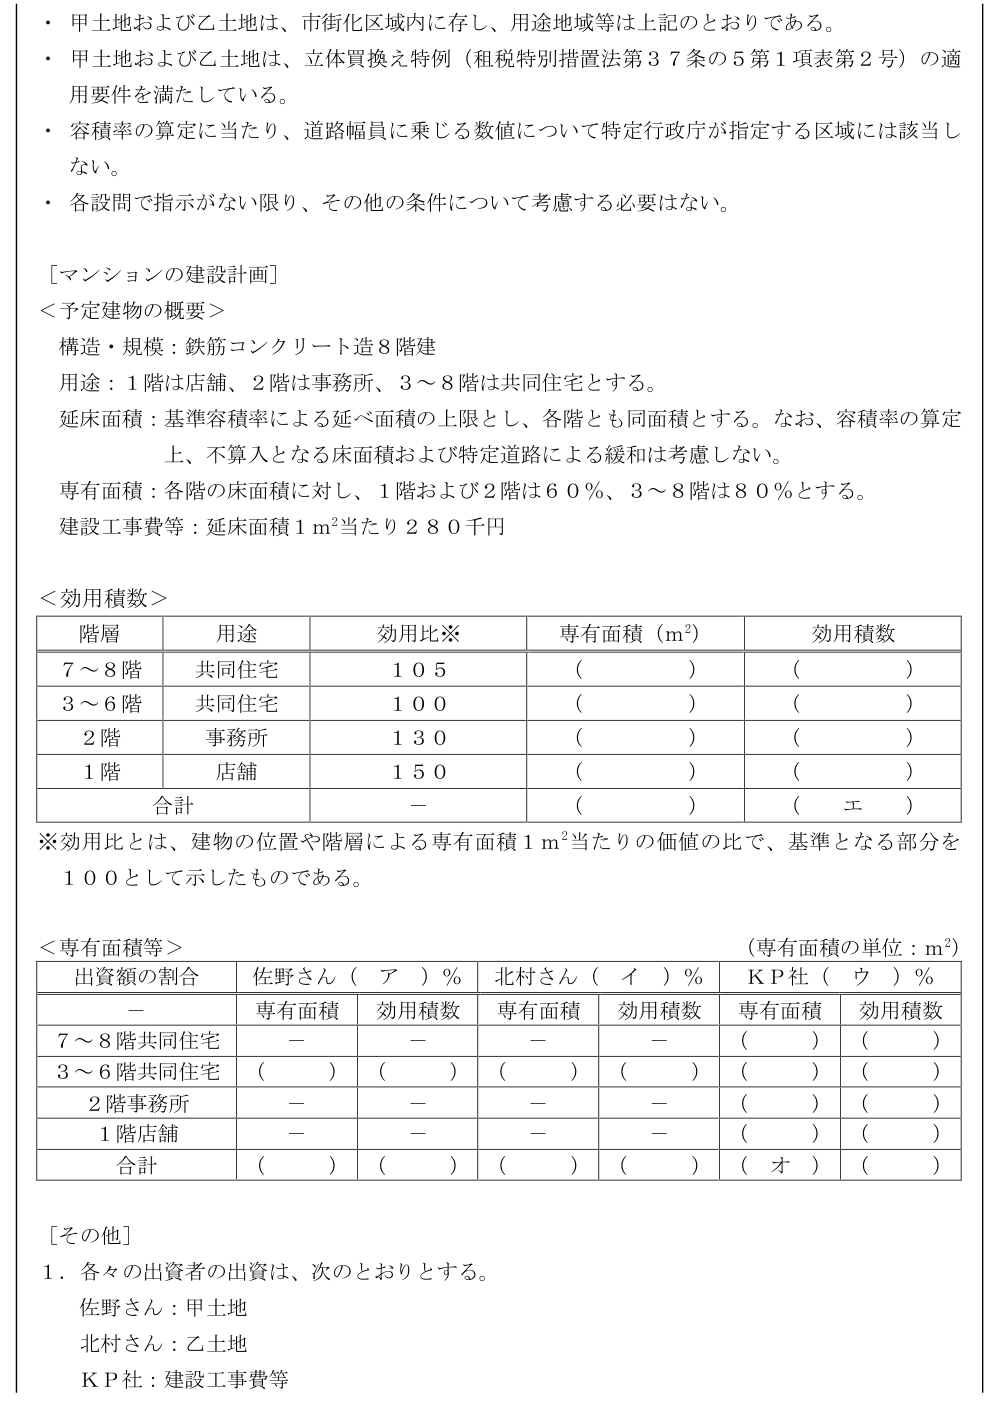 ・ 甲土地および乙土地は、市街化区域内に存し、用途地域等は上記のとおりである。
・ 甲土地および乙土地は、立体買換え特例（租税特別措置法第３７条の５第１項表第２号）の適
用要件を満たしている。
・ 容積率の算定に当たり、道路幅員に乗じる数値について特定行政庁が指定する区域には該当し
ない。
・ 各設問で指示がない限り、その他の条件について考慮する必要はない。
［マンションの建設計画］
＜予定建物の概要＞
構造・規模：鉄筋コンクリート造８階建
用途：１階は店舗、２階は事務所、３～８階は共同住宅とする。
延床面積：基準容積率による延べ面積の上限とし、各階とも同面積とする。なお、容積率の算定
上、不算入となる床面積および特定道路による緩和は考慮しない。
専有面積：各階の床面積に対し、１階および２階は６０％、３～８階は８０％とする。
建設工事費等：延床面積１m²当たり２８０千円
＜効用積数＞
階層 用途 効用比※ 専有面積（m²） 効用積数
７～８階 共同住宅 １０５ （　　　） （　　　）
３～６階 共同住宅 １００ （　　　） （　　　）
２階 事務所 １３０ （　　　） （　　　）
１階 店舗 １５０ （　　　） （　　　）
合計 － （　　　） （　エ　）
※効用比とは、建物の位置や階層による専有面積１m²当たりの価値の比で、基準となる部分を
１００として示したものである。
＜専有面積等＞ （専有面積の単位：m²）
出資額の割合 佐野さん（　ア　）％ 北村さん（　イ　）％ ＫＰ社（　ウ　）％
－ 専有面積 効用積数 専有面積 効用積数 専有面積 効用積数
７～８階共同住宅 － － － － （　　　） （　　　）
３～６階共同住宅 （　　　） （　　　） （　　　） （　　　） （　　　） （　　　）
２階事務所 － － － － （　　　） （　　　）
１階店舗 － － － － （　　　） （　　　）
合計 （　　　） （　　　） （　　　） （　　　） （　オ　） （　　　）
［その他］
１．各々の出資者の出資は、次のとおりとする。
佐野さん：甲土地
北村さん：乙土地
ＫＰ社：建設工事費等